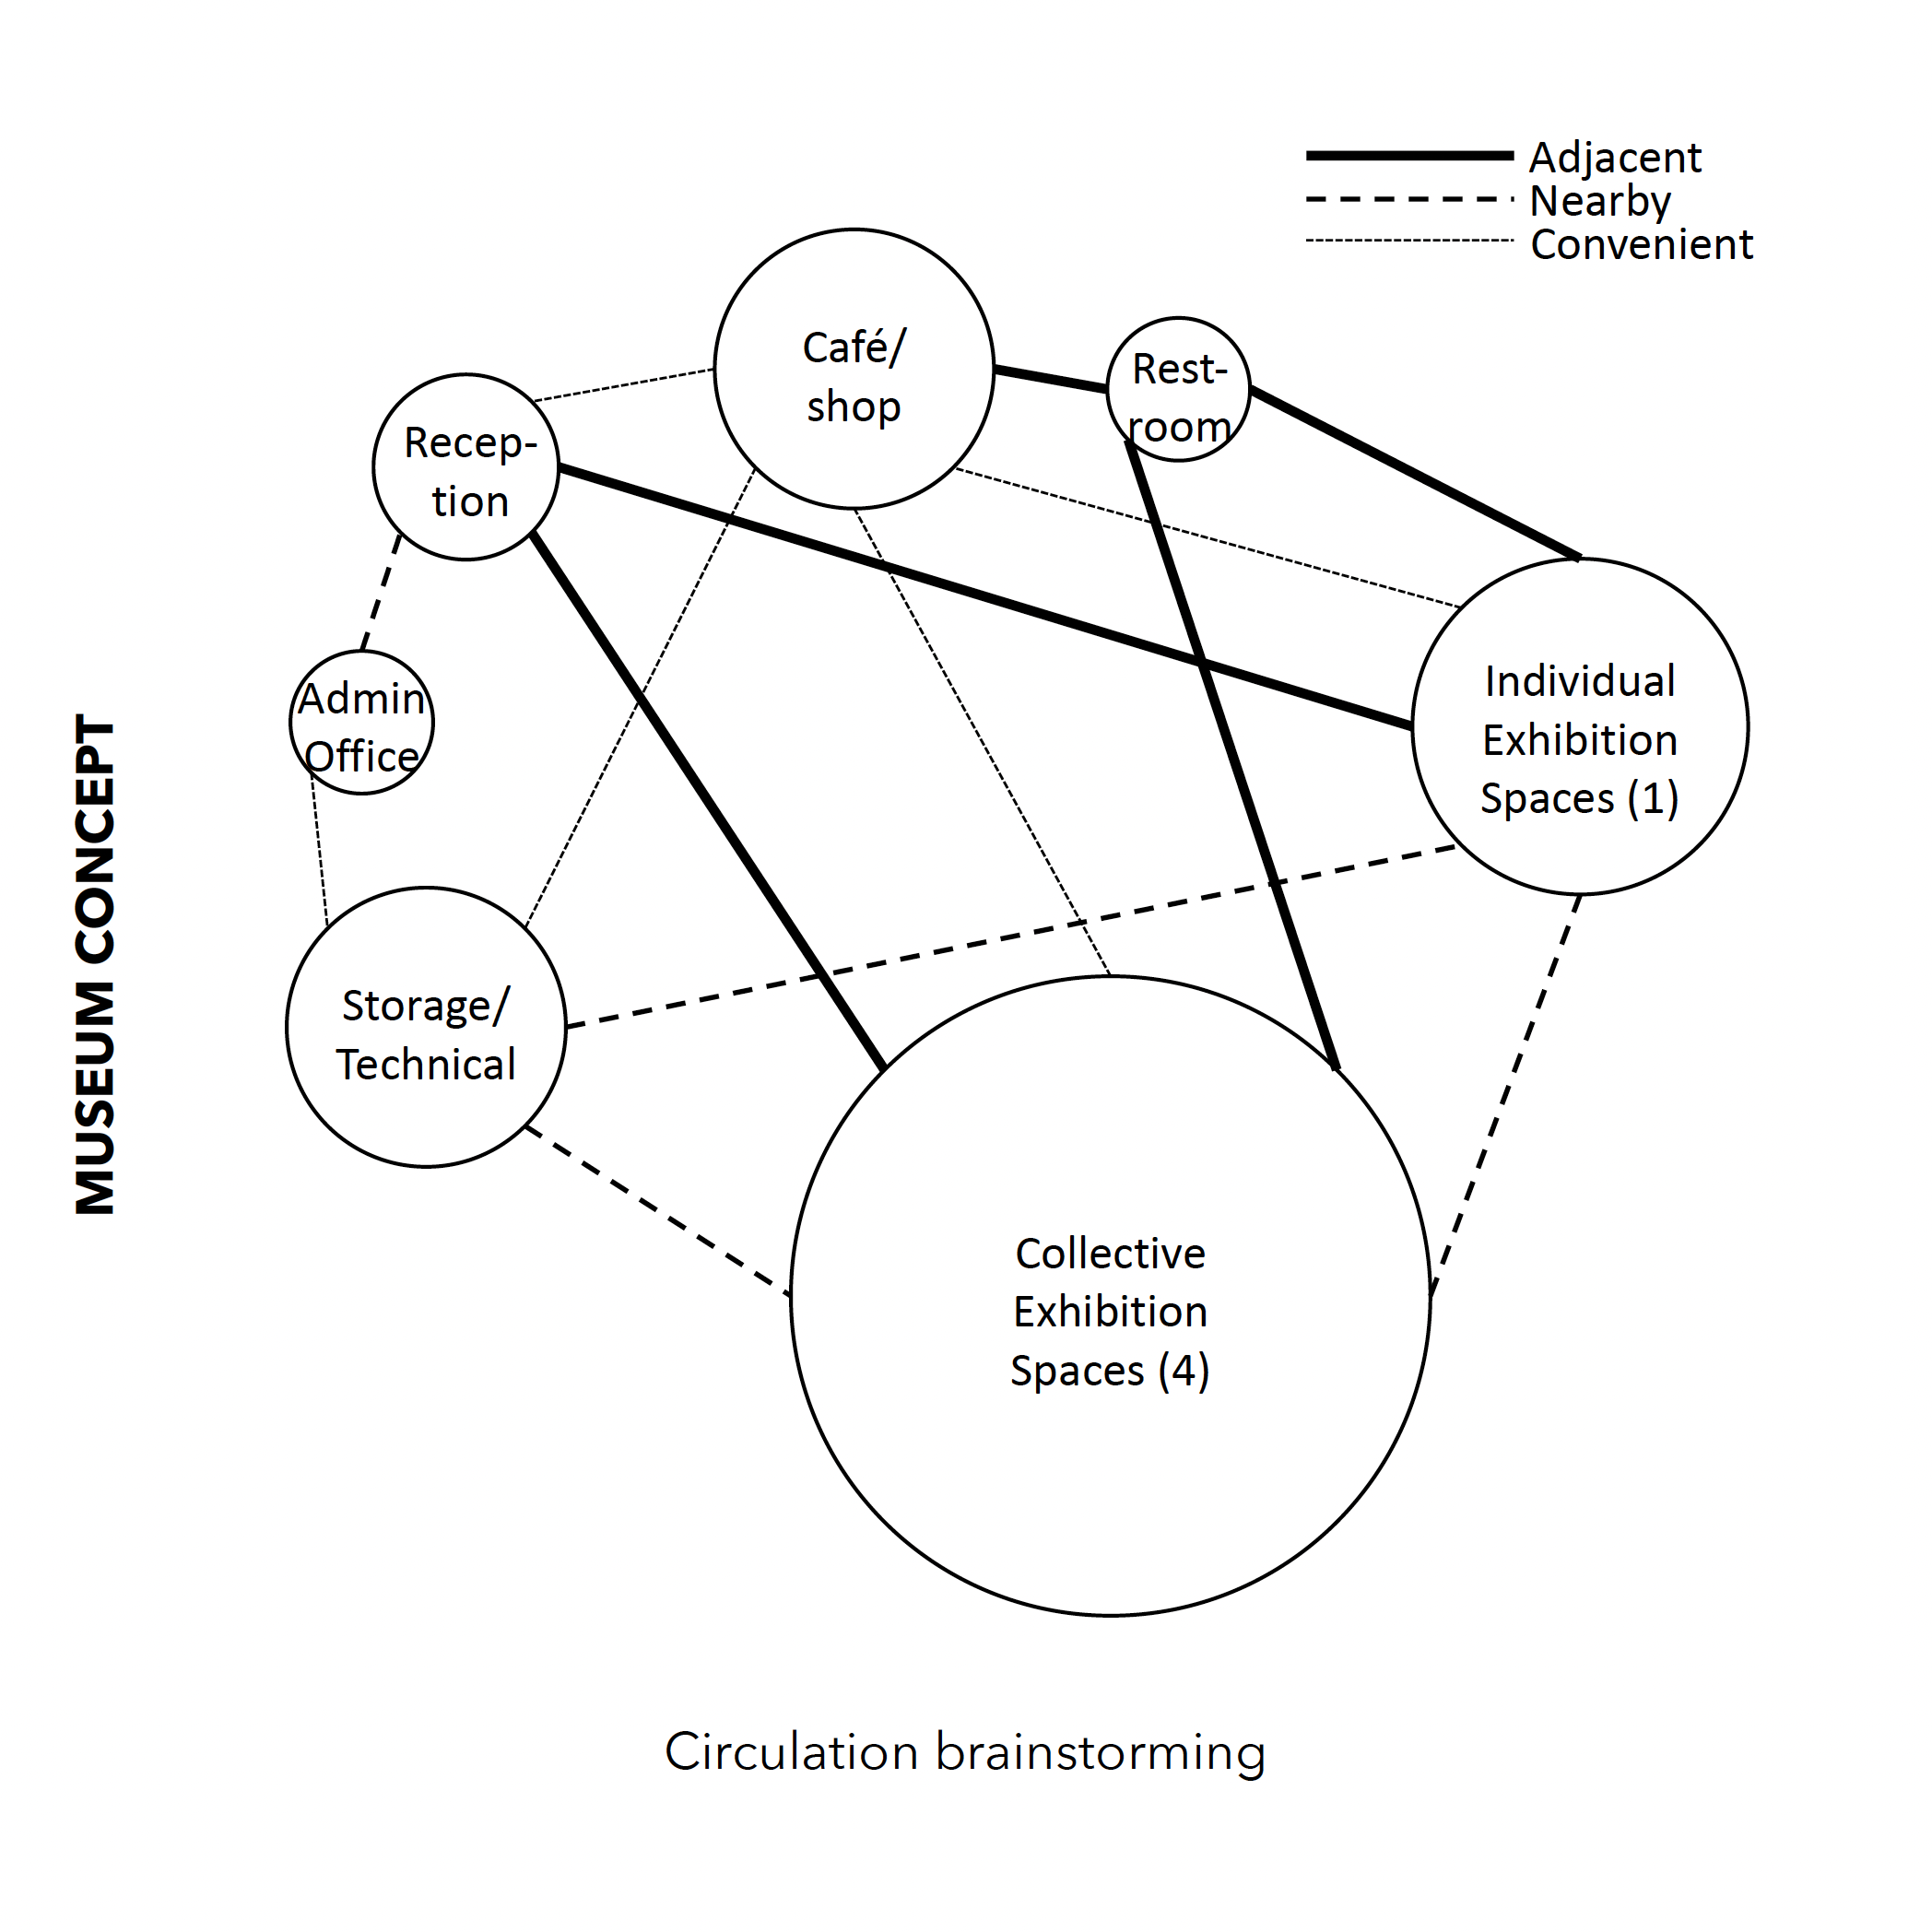 Adjacent
Nearby
Convenient
Café/
shop
Rest-
room
Recep-
tion
Individual
Exhibition
Spaces (1)
Admin
Office
MUSEUM CONCEPT
Storage/
Technical
Collective
Exhibition
Spaces (4)
Circulation brainstorming